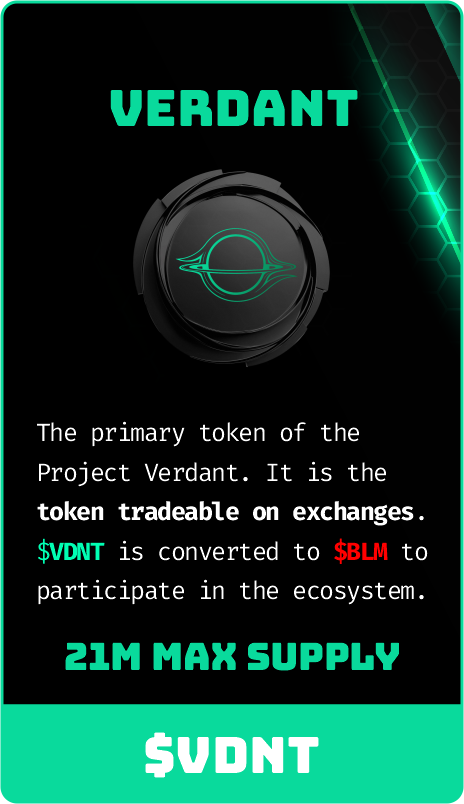 VERDANT
The primary token of the
Project Verdant. It is the
token tradeable on exchanges.
$VDNT is converted to $BLM to
participate in the ecosystem.
21M MAX SUPPLY
$VDNT